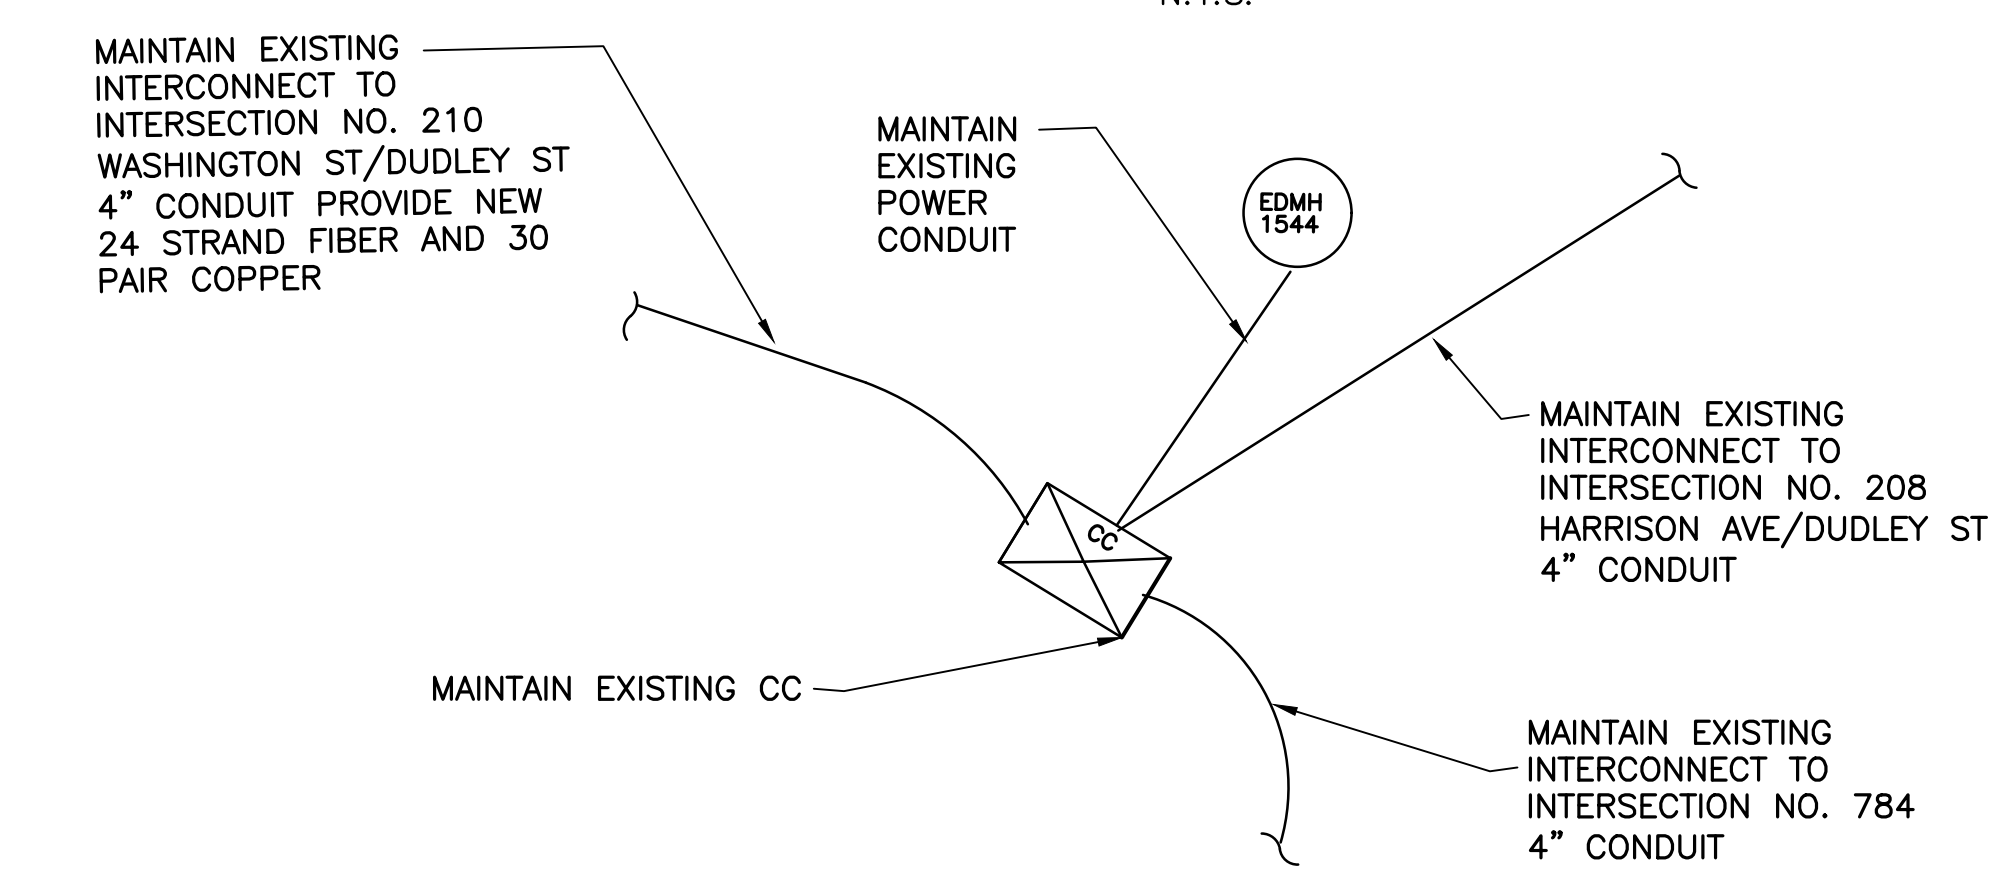 N.T.S.
MAINTAIN EXISTING
INTERCONNECT TO
INTERSECTION NO. 210
WASHINGTON ST/DUDLEY ST
4” CONDUIT PROVIDE NEW
24 STRAND FIBER AND 30
PAIR COPPER
MAINTAIN
EXISTING
POWER
CONDUIT
EDMH
1544
MAINTAIN EXISTING
INTERCONNECT TO
INTERSECTION NO. 208
HARRISON AVE/DUDLEY ST
4” CONDUIT
CC
MAINTAIN EXISTING CC
MAINTAIN EXISTING
INTERCONNECT TO
INTERSECTION NO. 784
4” CONDUIT